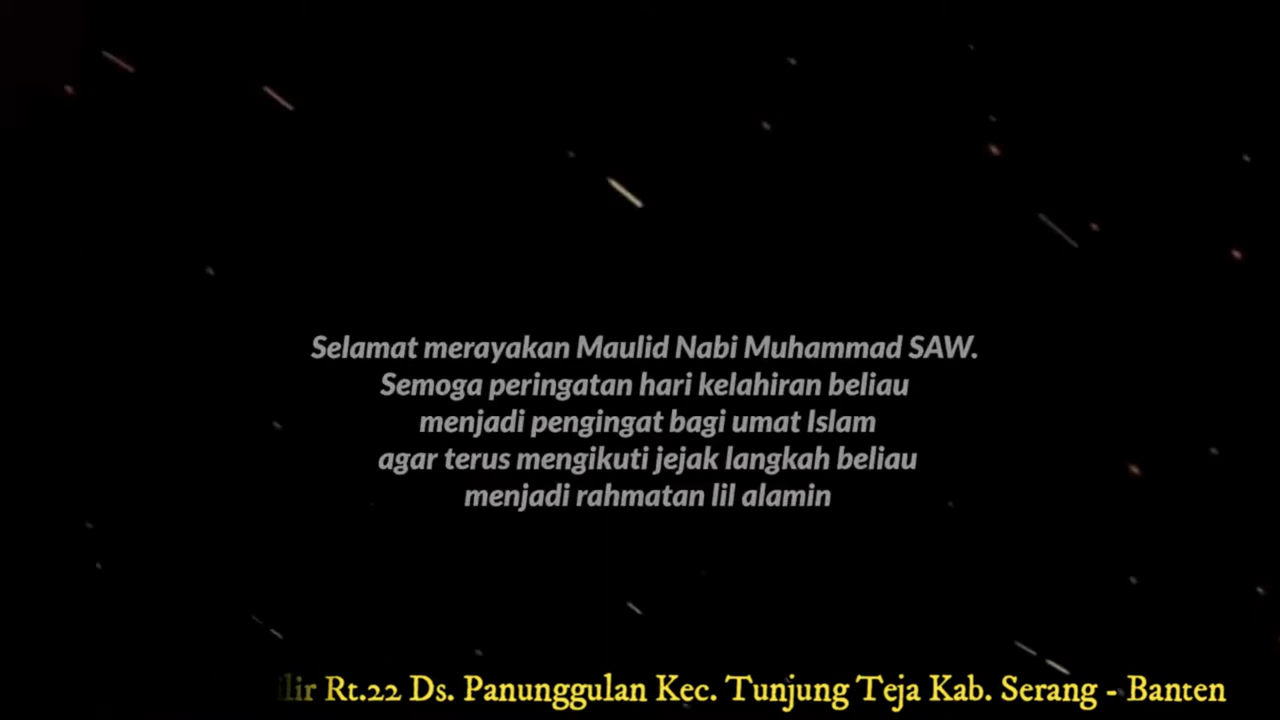 Selamat merayakan Maulid Nabi Muhammad SAW.
Semoga peringatan hari kelahiran beliau
menjadi pengingat bagi umat Islam
agar terus mengikuti jejak langkah beliau
menjadi rahmatan lil alamin
Rt.22 Ds. Panunggulan Kec. Tunjung Teja Kab. Serang - Banten